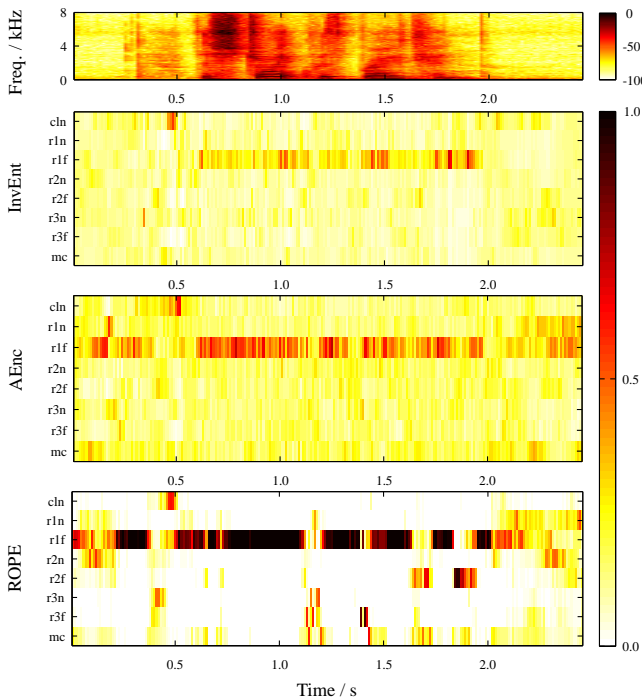 Freq. / kHz
8
4
0
0.5
1.0
1.5
2.0
0
-50
-100
InvEnt
cln
r1n
r1f
r2n
r2f
r3n
r3f
mc
0.5
1.0
1.5
2.0
1.0
0.5
0.0
AEnc
cln
r1n
r1f
r2n
r2f
r3n
r3f
mc
0.5
1.0
1.5
2.0
ROPE
cln
r1n
r1f
r2n
r2f
r3n
r3f
mc
0.5
1.0
1.5
2.0
Time / s